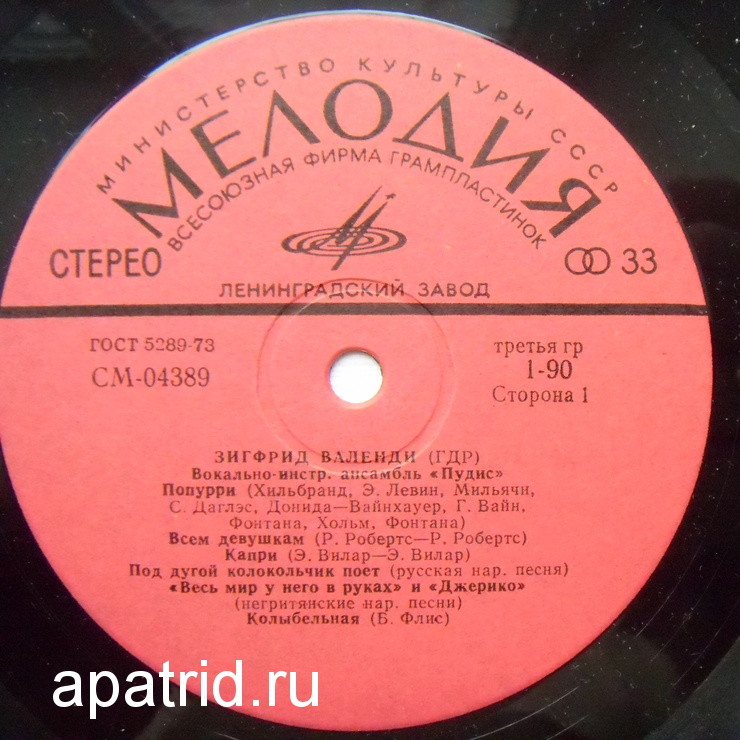 МИНИСТЕРСТВО КУЛЬТУРЫ СССР
МЕЛОДИЯ
ВСЕСОЮЗНАЯ ФИРМА ГРАМПЛАСТИНОК
СТЕРЕО
33
ЛЕНИНГРАДСКИЙ ЗАВОД
ГОСТ 5289-73
СМ-04389
третья гр
1-90
Сторона 1
ЗИГФРИД ВАЛЕНДИ (ГДР)
Вокально-инстр. ансамбль «Пудис»
Попурри (Хильбранд, Э. Левин, Мильячи,
С. Даглэс, Донида—Вайнхауер, Г. Вайн,
Фонтана, Хольм, Фонтана)
Всем девушкам (Р. Робертс—Р. Робертс)
Капри (Э. Вилар—Э. Вилар)
Под дугой колокольчик поет (русская нар. песня)
«Весь мир у него в руках» и «Джерико»
(негритянские нар. песни)
Колыбельная (Б. Флис)
apatrid.ru